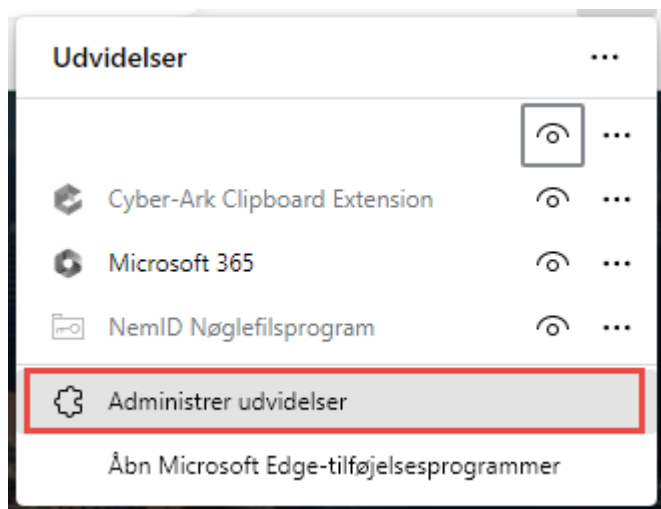 Udvidelser
Cyber-Ark Clipboard Extension
Microsoft 365
NemID Nøglefilsprogram
Administrer udvidelser
Åbn Microsoft Edge-tilføjelsesprogrammer